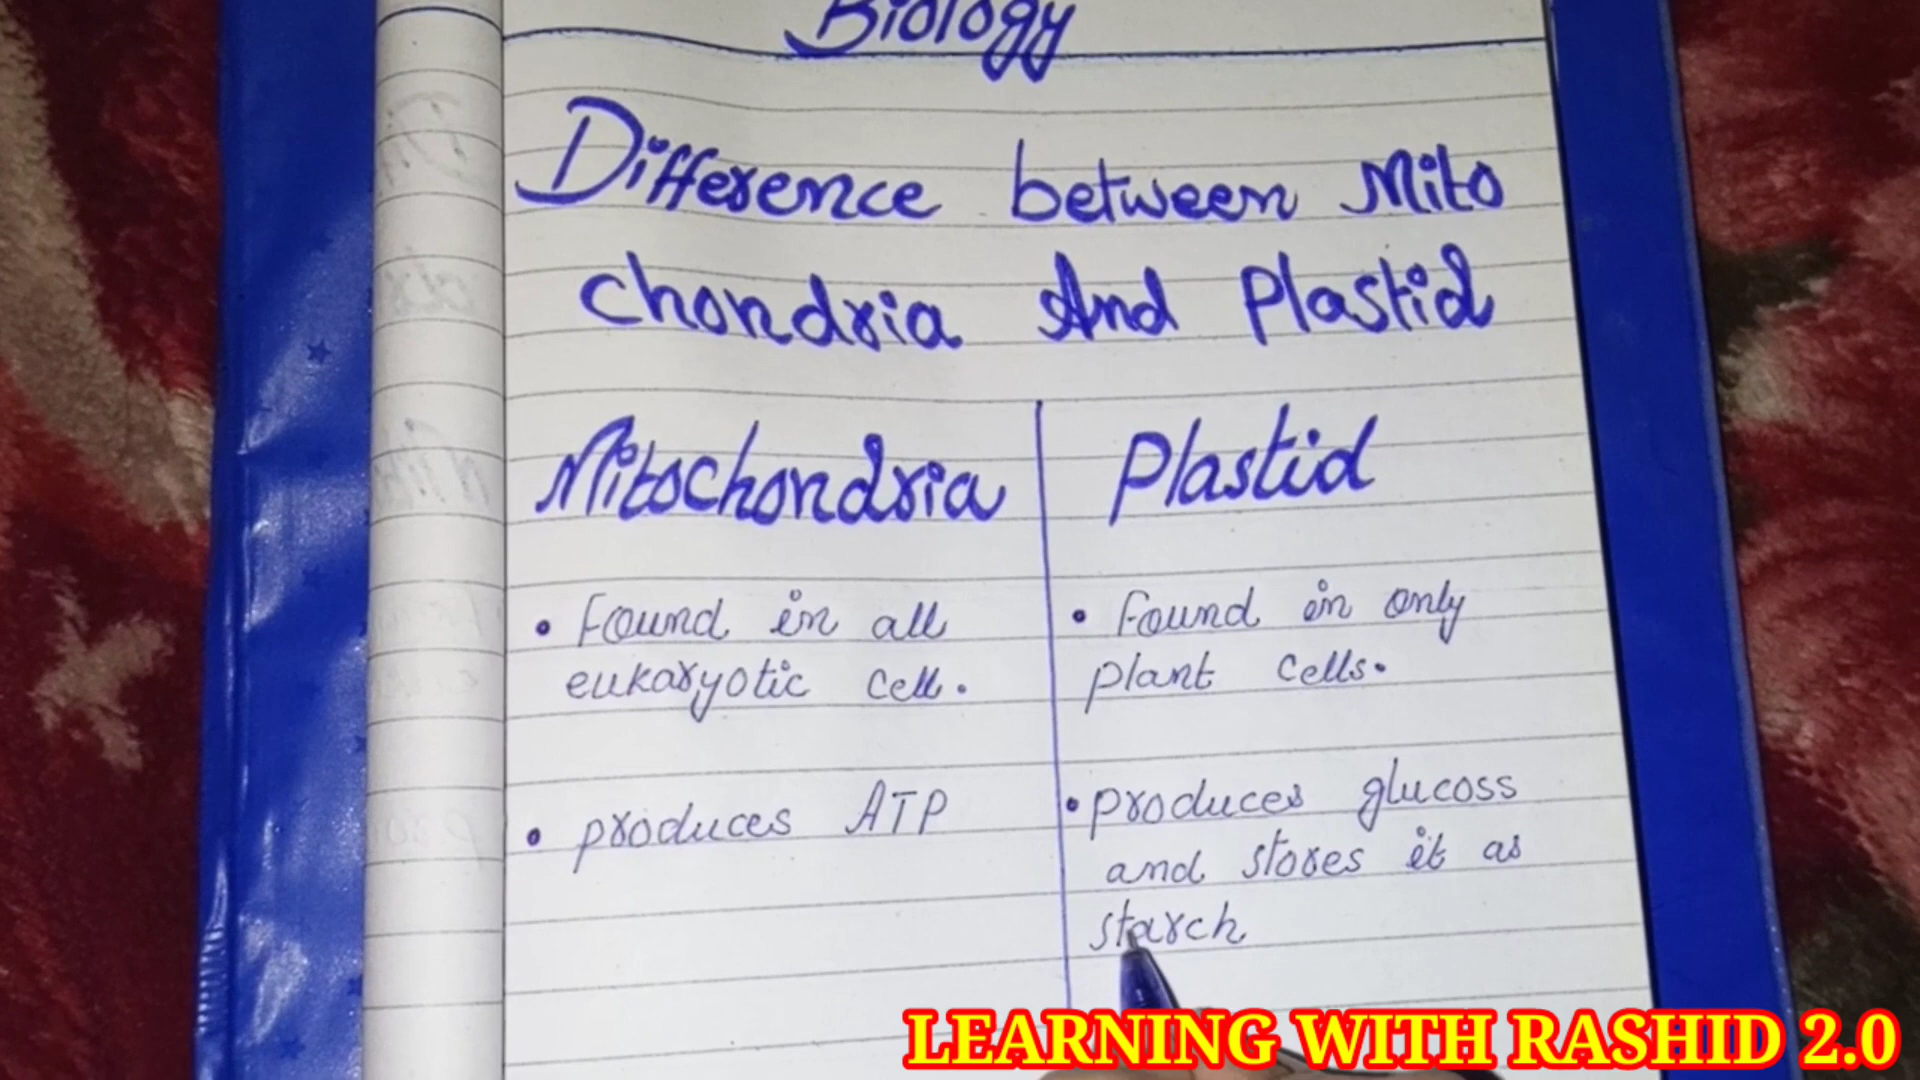 Biology
Difference between Mito
chondria And Plastid
Mitochondria
Plastid
• Found in all
eukaryotic cell.
• Found in only
plant cells.
• produces ATP
• produces glucoss
and stores it as
starch
LEARNING WITH RASHID 2.0